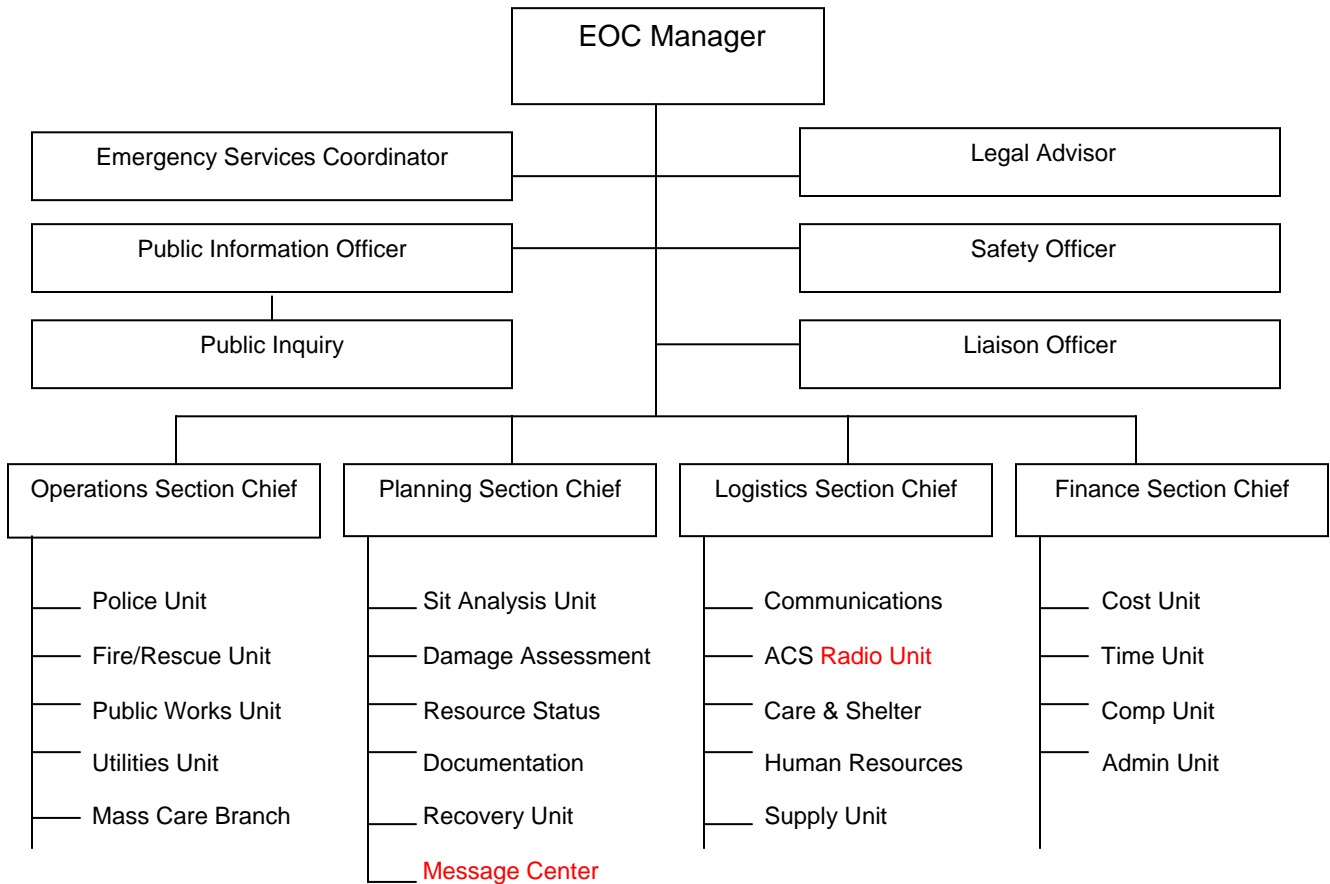 EOC Manager
Emergency Services Coordinator
Legal Advisor
Public Information Officer
Safety Officer
Public Inquiry
Liaison Officer
Operations Section Chief
Planning Section Chief
Logistics Section Chief
Finance Section Chief
Police Unit
Fire/Rescue Unit
Public Works Unit
Utilities Unit
Mass Care Branch
Sit Analysis Unit
Damage Assessment
Resource Status
Documentation
Recovery Unit
Message Center
Communications
ACS Radio Unit
Care & Shelter
Human Resources
Supply Unit
Cost Unit
Time Unit
Comp Unit
Admin Unit